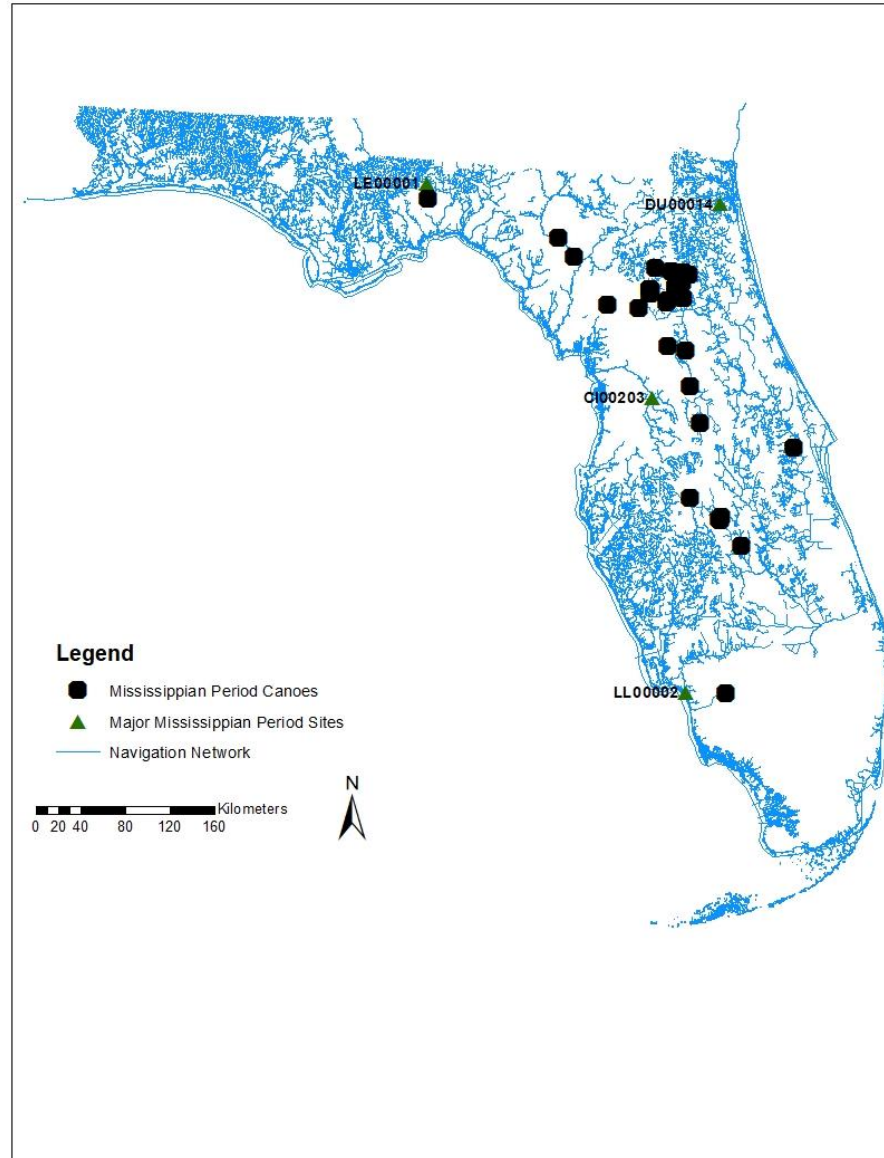 LE00001
DU00014
CI00203
LL00002
Legend
Mississippian Period Canoes
Major Mississippian Period Sites
Navigation Network
N
Kilometers
0 20 40 80 120 160